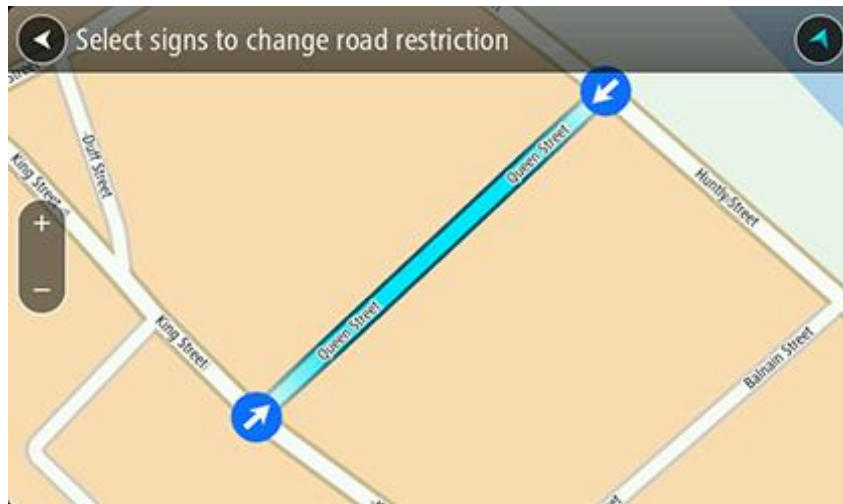 Select signs to change road restriction
Street
Duff Street
King Street
Queen Street
Huntly Street
+
−
Queen Street
King Street
Balnain Street